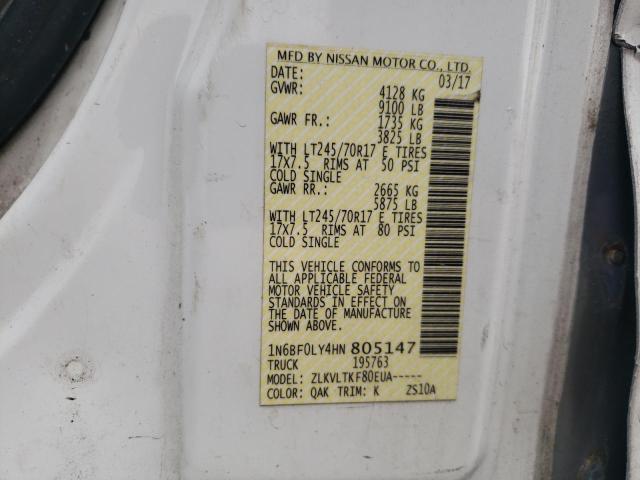 MFD BY NISSAN MOTOR CO., LTD.
DATE: 03/17
GVWR: 4128 KG
9100 LB
GAWR FR.: 1735 KG
3825 LB
WITH LT245/70R17 E TIRES
17X7.5 RIMS AT 50 PSI
COLD SINGLE
GAWR RR.: 2665 KG
5875 LB
WITH LT245/70R17 E TIRES
17X7.5 RIMS AT 80 PSI
COLD SINGLE
THIS VEHICLE CONFORMS TO
ALL APPLICABLE FEDERAL
MOTOR VEHICLE SAFETY
STANDARDS IN EFFECT ON
THE DATE OF MANUFACTURE
SHOWN ABOVE.
1N6BF0LY4HN 805147
TRUCK 195763
MODEL: ZLKVLTKF80EUA-----
COLOR: QAK TRIM: K ZS10A